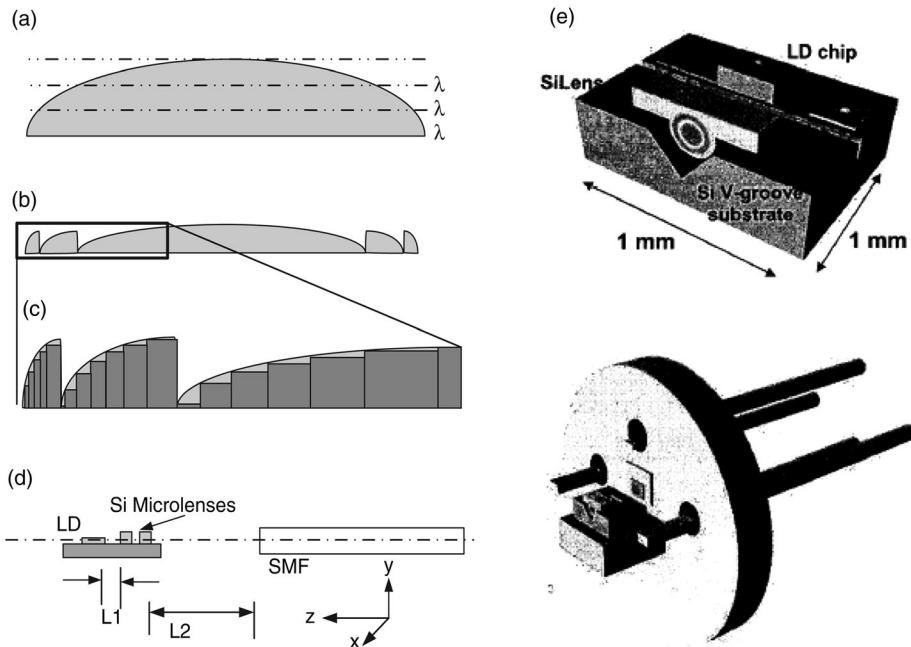 (a)
λ
λ
λ
(b)
(c)
(d)
Si Microlenses
LD
SMF
L1
L2
y
z
x
(e)
LD chip
SiLens
Si V-groove
substrate
1 mm
1 mm